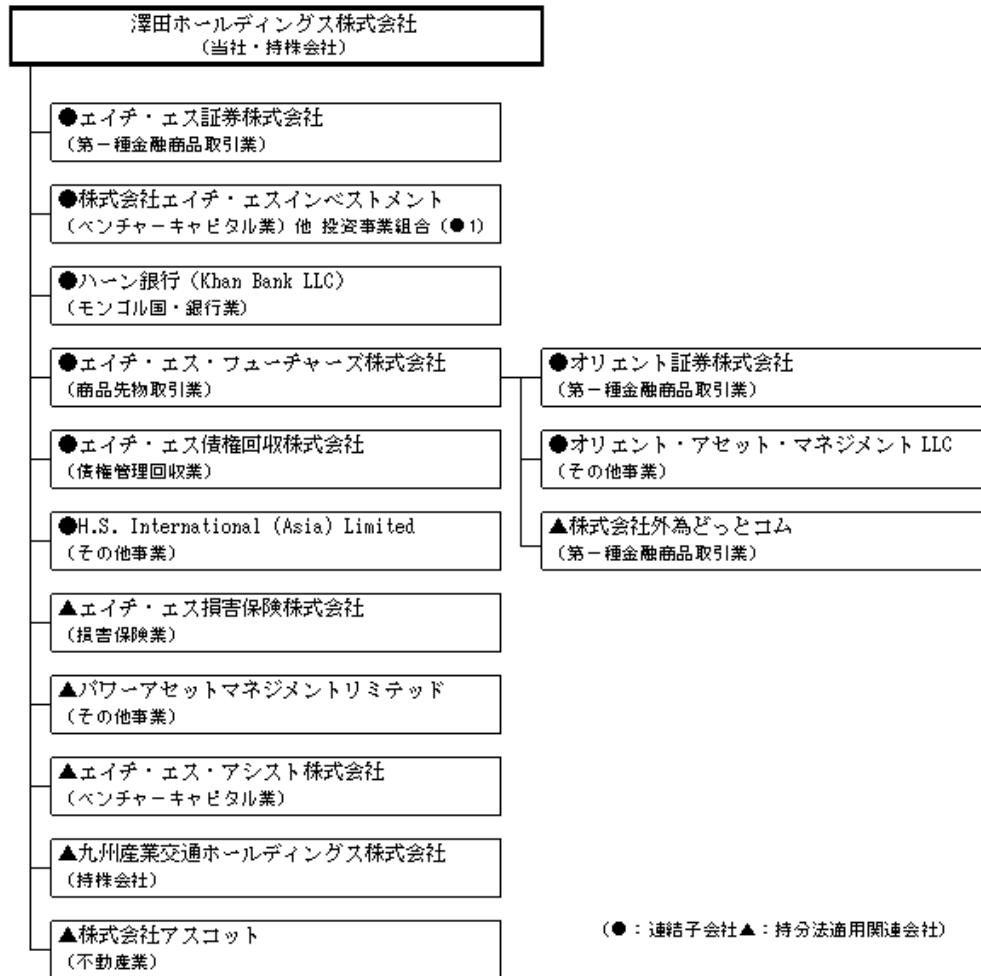 澤田ホールディングス株式会社
(当社・持株会社)
●エイチ・エス証券株式会社
(第一種金融商品取引業)
●株式会社エイチ・エスインベストメント
(ベンチャーキャピタル業) 他 投資事業組合 (●1)
●ハーン銀行 (Khan Bank LLC)
(モンゴル国・銀行業)
●エイチ・エス・フューチャーズ株式会社
(商品先物取引業)
●オリエント証券株式会社
(第一種金融商品取引業)
●エイチ・エス債権回収株式会社
(債権管理回収業)
●オリエント・アセット・マネジメント LLC
(その他事業)
●H.S. International (Asia) Limited
(その他事業)
▲株式会社外為どっとコム
(第一種金融商品取引業)
▲エイチ・エス損害保険株式会社
(損害保険業)
▲パワーアセットマネジメントリミテッド
(その他事業)
▲エイチ・エス・アシスト株式会社
(ベンチャーキャピタル業)
▲九州産業交通ホールディングス株式会社
(持株会社)
▲株式会社アスコット
(不動産業)
(●：連結子会社▲：持分法適用関連会社)